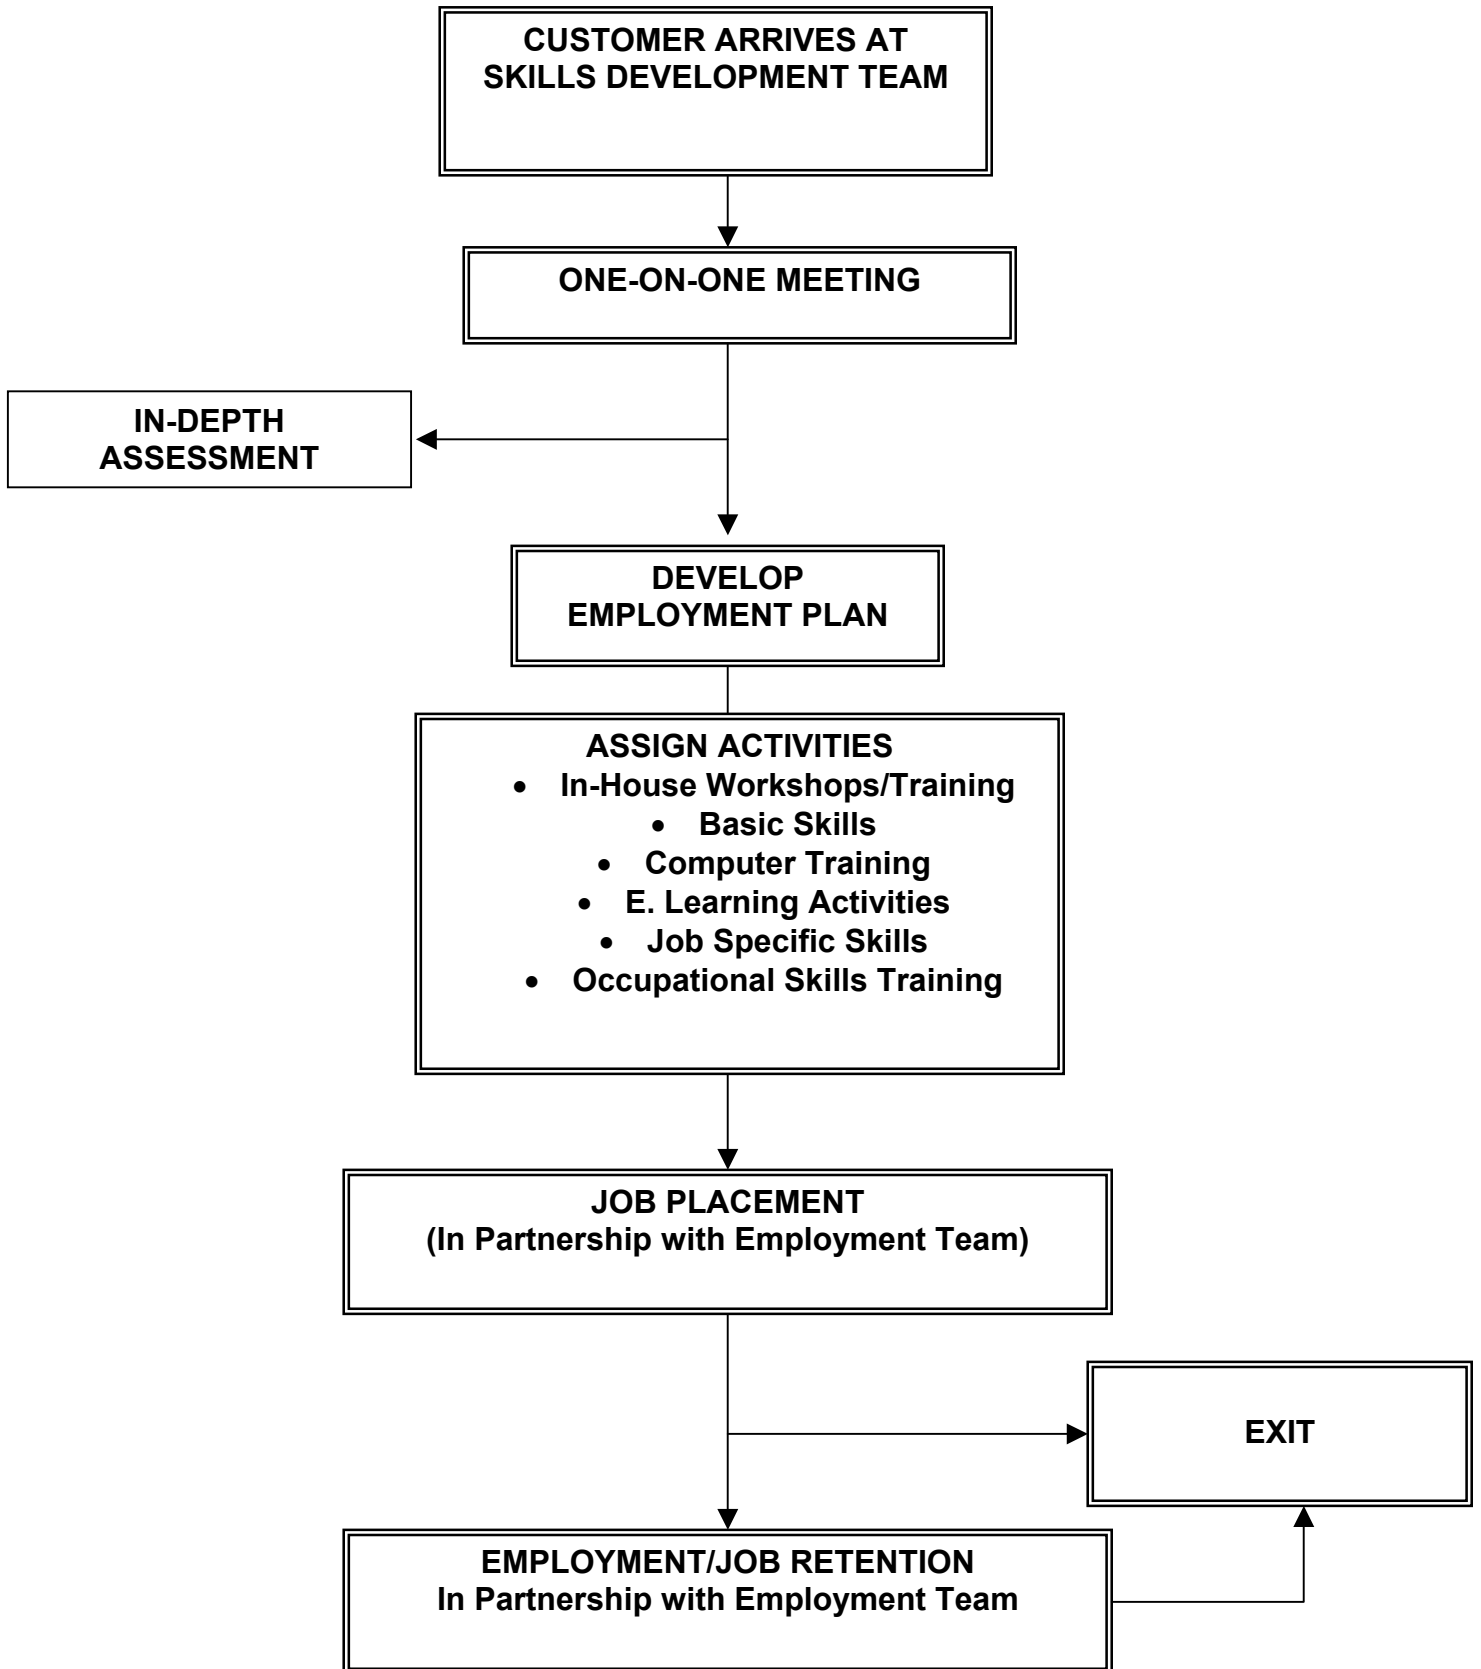 CUSTOMER ARRIVES AT
SKILLS DEVELOPMENT TEAM
ONE-ON-ONE MEETING
IN-DEPTH
ASSESSMENT
DEVELOP
EMPLOYMENT PLAN
ASSIGN ACTIVITIES
• In-House Workshops/Training
• Basic Skills
• Computer Training
• E. Learning Activities
• Job Specific Skills
• Occupational Skills Training
JOB PLACEMENT
(In Partnership with Employment Team)
EXIT
EMPLOYMENT/JOB RETENTION
In Partnership with Employment Team